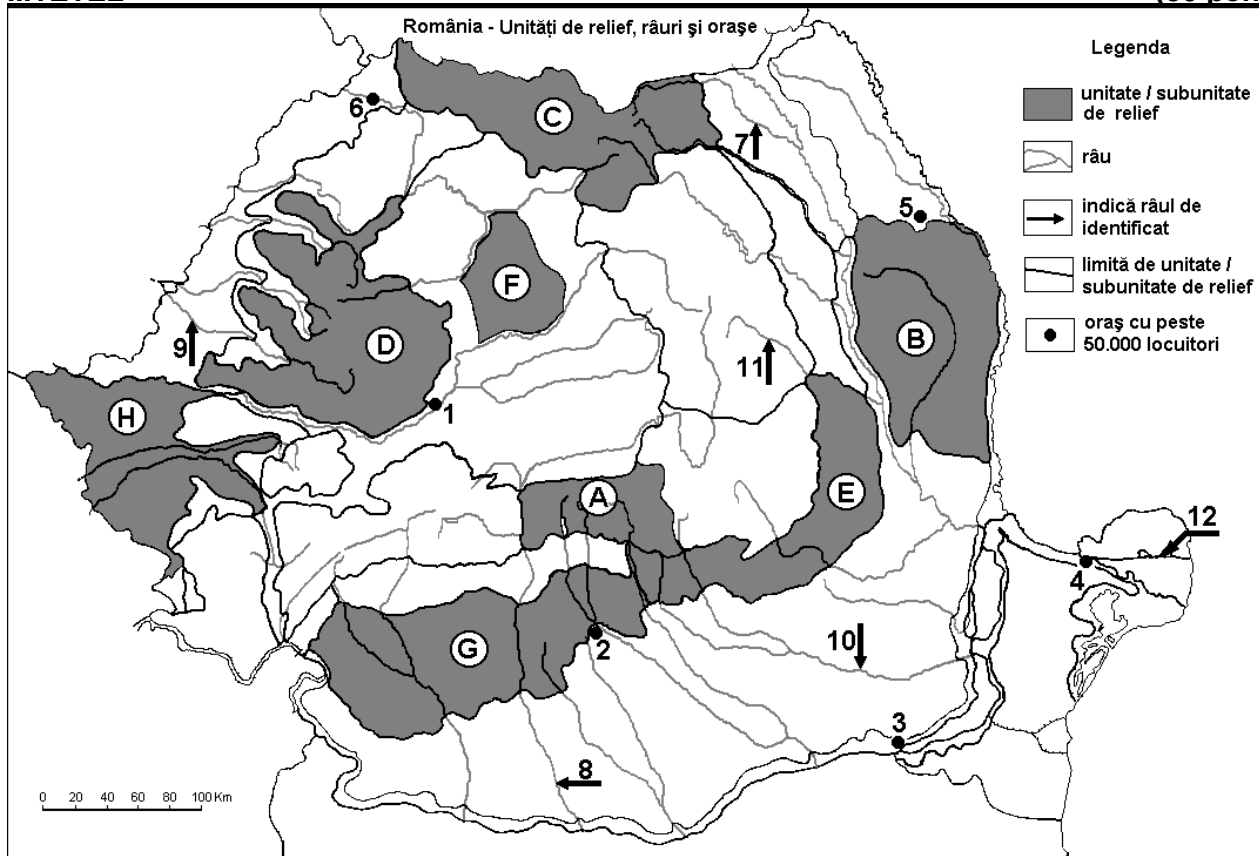 România - Unități de relief, râuri și orașe
Legenda
unitate / subunitate
de relief
râu
indică râul de
identificat
limită de unitate /
subunitate de relief
oraș cu peste
50.000 locuitori
6
C
7
5
F
B
D
9
11
H
1
A
E
12
4
G
2
10
3
8
0 20 40 60 80 100 Km